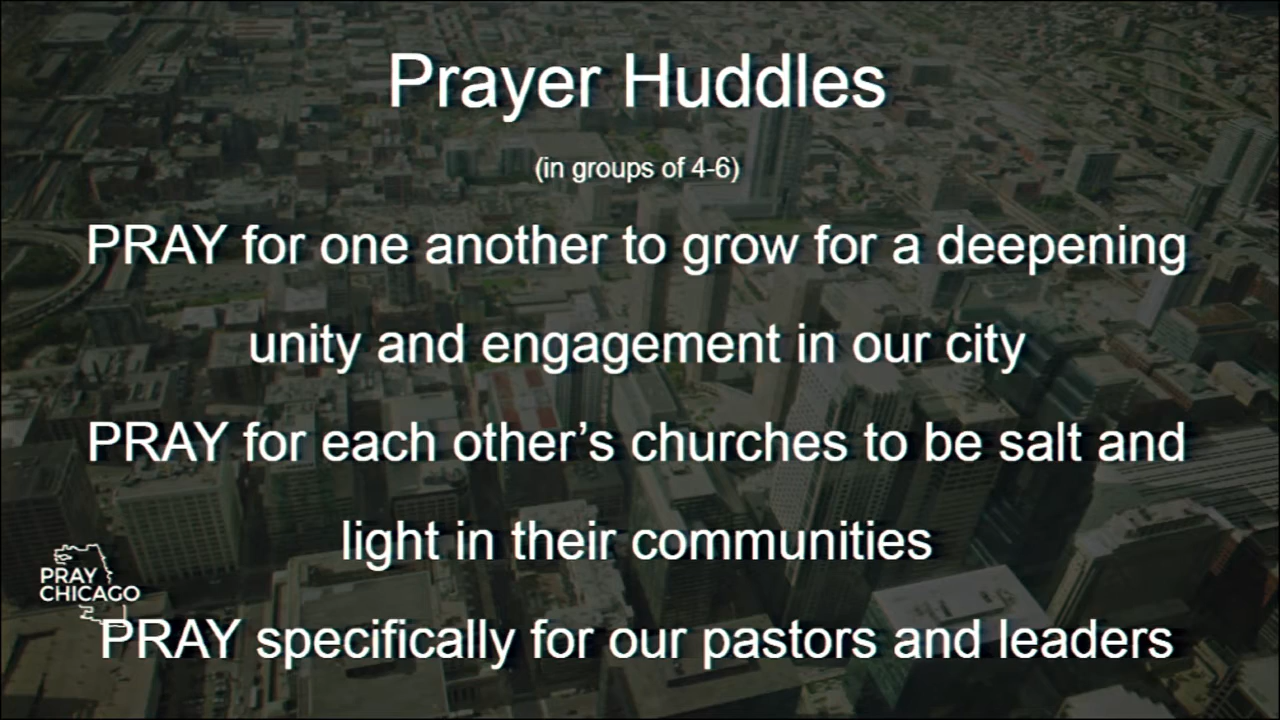 Prayer Huddles
(in groups of 4-6)
PRAY for one another to grow for a deepening
unity and engagement in our city
PRAY for each other’s churches to be salt and
light in their communities
PRAY
CHICAGO
PRAY specifically for our pastors and leaders